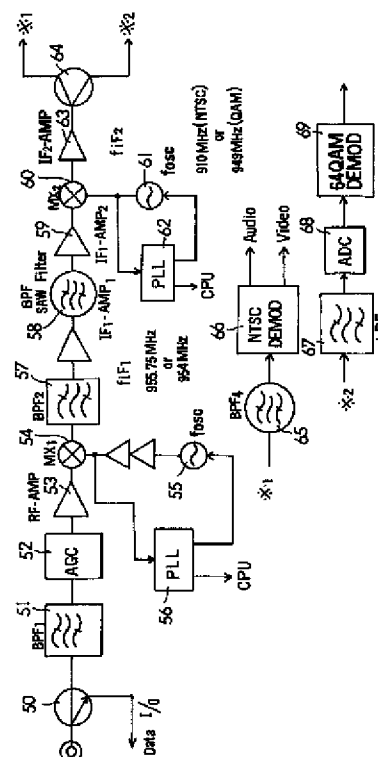 50
I/O
Data
BPF1
51
52
AGC
RF-AMP
53
MX1
54
55
fosc
56
PLL
CPU
BPF2
57
fiF1
955.75MHz
or
954MHz
IF1-AMP1
58
BPF
SAW Filter
59
IF1-AMP2
MX2
60
61
fosc
PLL
62
CPU
910MHz(NTSC)
or
949MHz(QAM)
fiF2
63
IF2-AMP
64
※1
※2
※1
65
BPF4
66
NTSC
DEMOD
Audio
Video
※2
67
68
ADC
69
64QAM
DEMOD